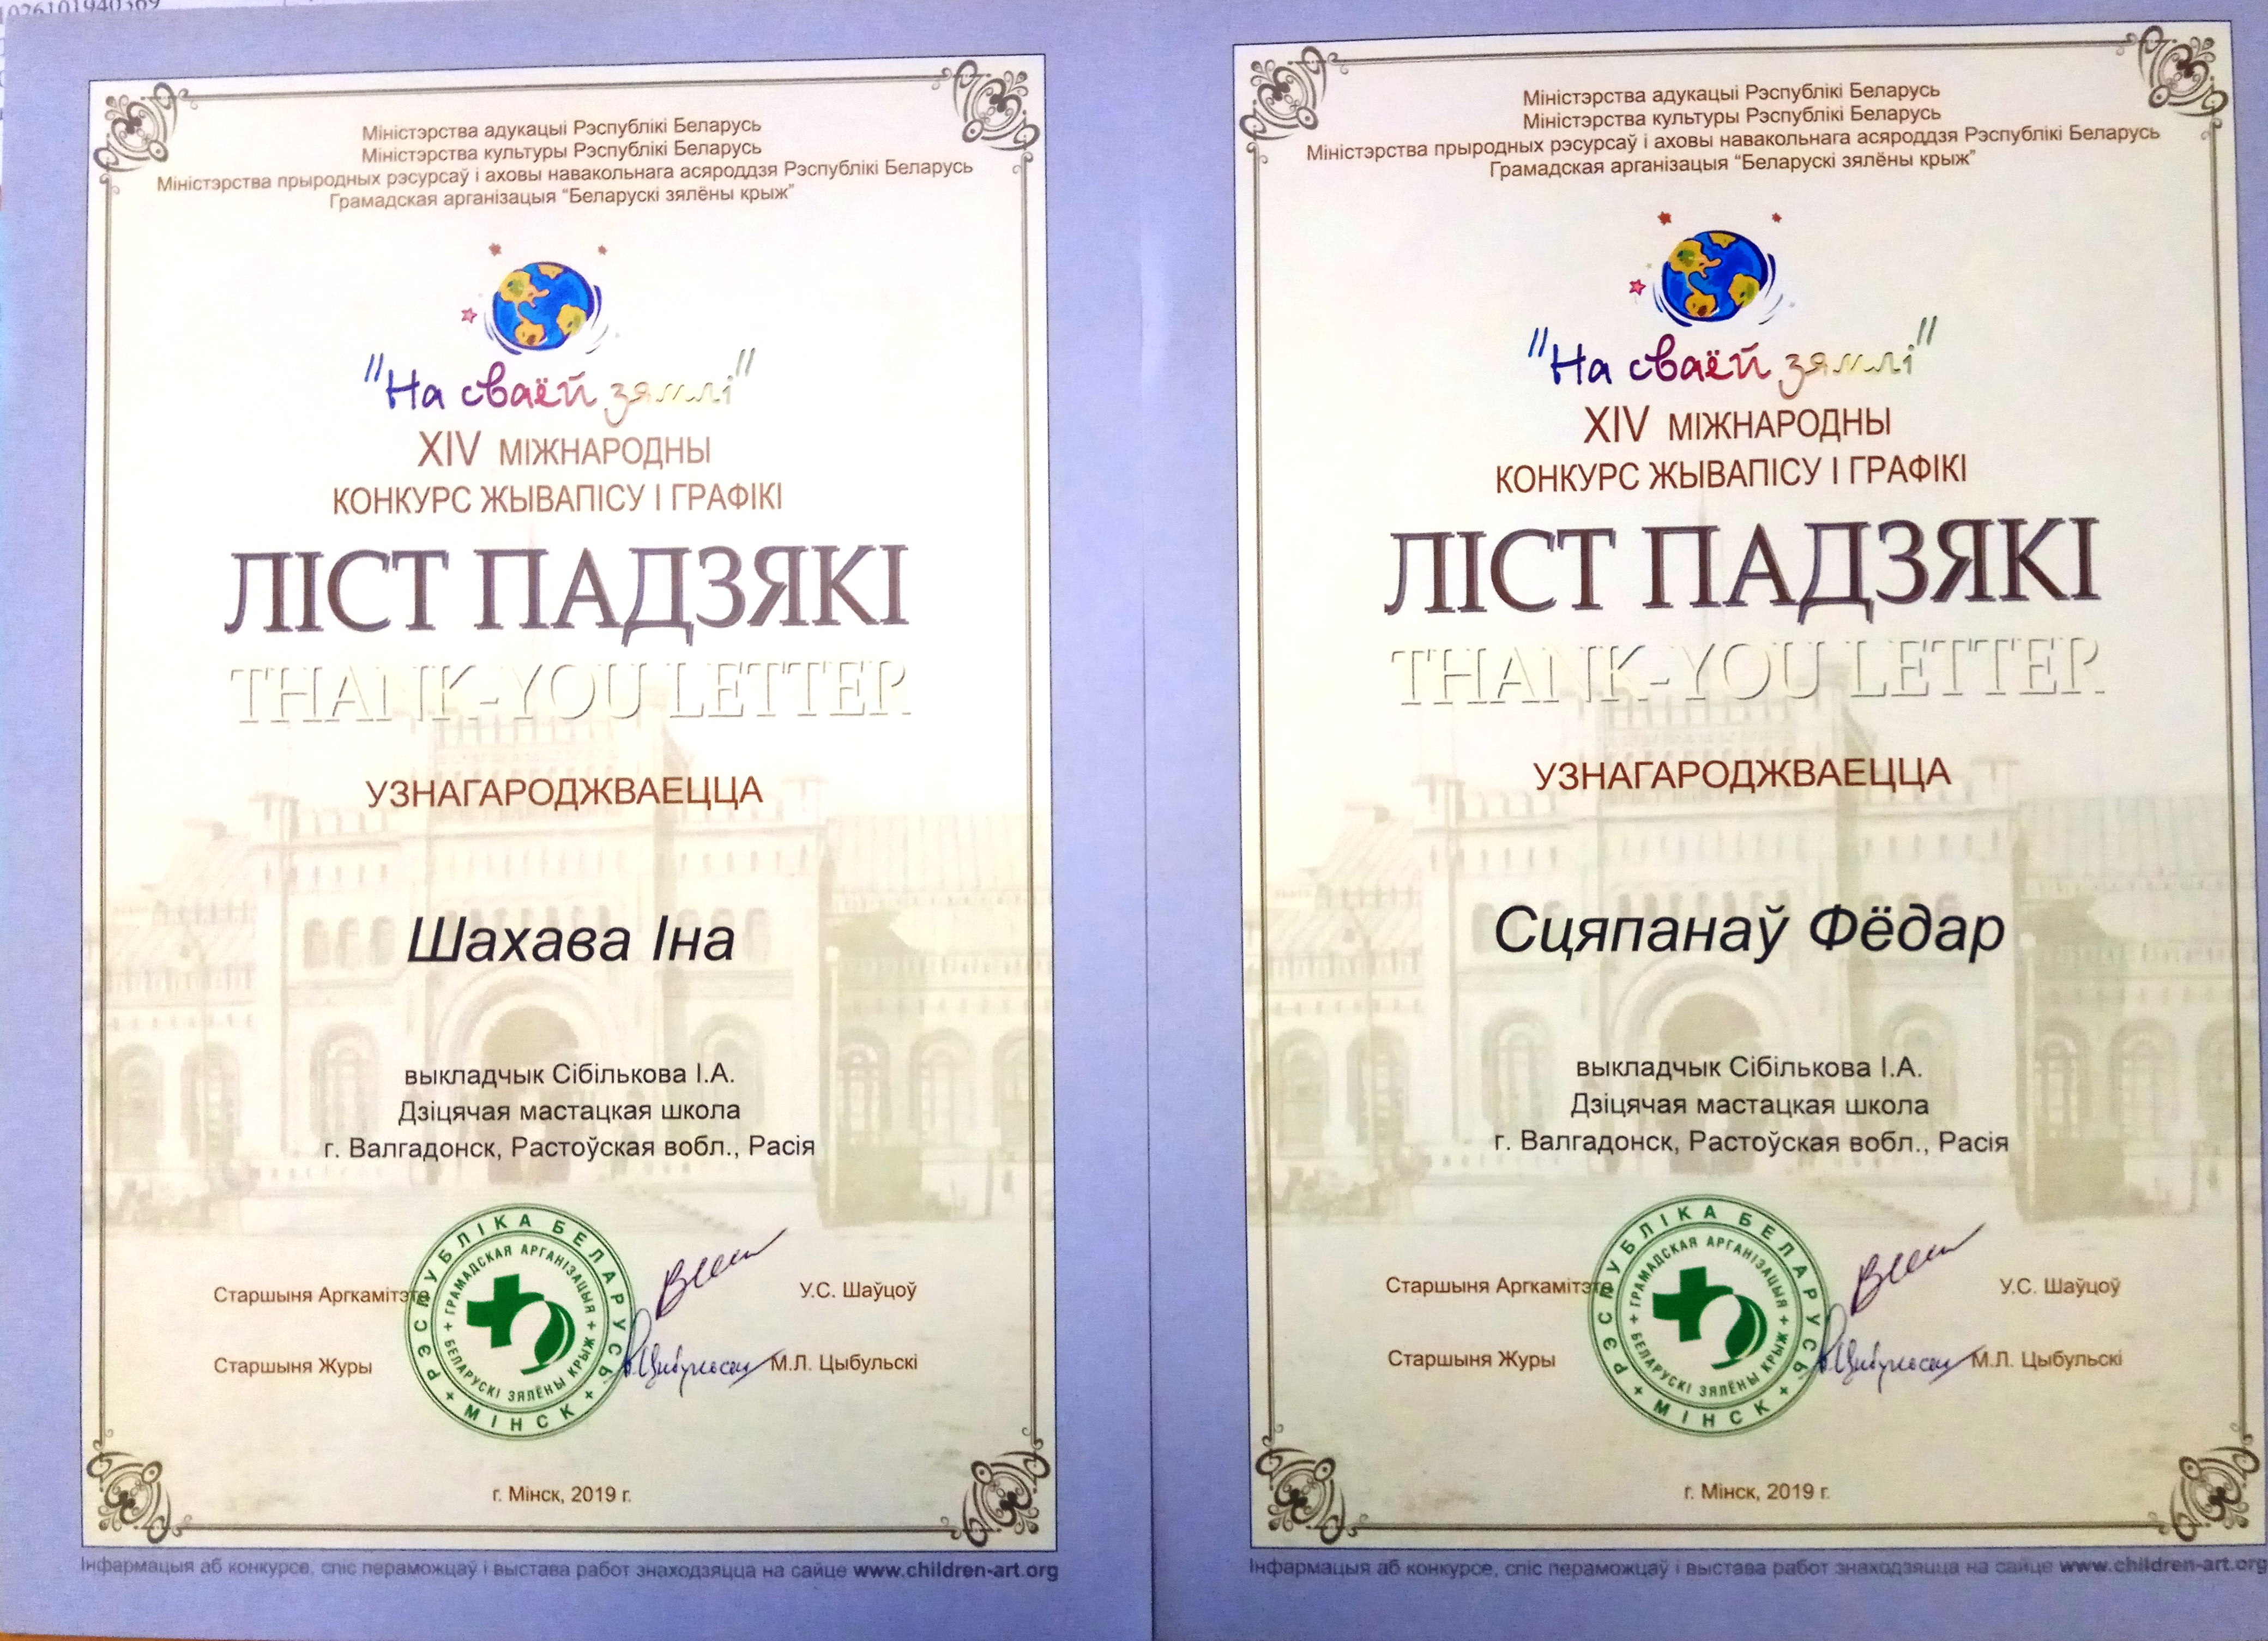 1026101940369
Міністэрства адукацыі Рэспублікі Беларусь
Міністэрства культуры Рэспублікі Беларусь
Міністэрства прыродных рэсурсаў і аховы навакольнага асяроддзя Рэспублікі Беларусь
Грамадская арганізацыя “Беларускі зялёны крыж”
"На сваёй зямлі"
XIV МІЖНАРОДНЫ
КОНКУРС ЖЫВАПІСУ І ГРАФІКІ
ЛІСТ ПАДЗЯКІ
THANK-YOU LETTER
УЗНАГАРОДЖВАЕЦЦА
Шахава Іна
выкладчык Сібількова І.А.
Дзіцячая мастацкая школа
г. Валгадонск, Растоўская вобл., Расія
Старшыня Аргкамітэта У.С. Шаўцоў
Старшыня Журы М.Л. Цыбульскі
РЭСПУБЛІКА БЕЛАРУСЬ + МІНСК +
ГРАМАДСКАЯ АРГАНІЗАЦЫЯ + БЕЛАРУСКІ ЗЯЛЁНЫ КРЫЖ +
г. Мінск, 2019 г.
Інфармацыя аб конкурсе, спіс пераможцаў і выстава работ знаходзяцца на сайце www.children-art.org
Міністэрства адукацыі Рэспублікі Беларусь
Міністэрства культуры Рэспублікі Беларусь
Міністэрства прыродных рэсурсаў і аховы навакольнага асяроддзя Рэспублікі Беларусь
Грамадская арганізацыя “Беларускі зялёны крыж”
"На сваёй зямлі"
XIV МІЖНАРОДНЫ
КОНКУРС ЖЫВАПІСУ І ГРАФІКІ
ЛІСТ ПАДЗЯКІ
THANK-YOU LETTER
УЗНАГАРОДЖВАЕЦЦА
Сцяпанаў Фёдар
выкладчык Сібількова І.А.
Дзіцячая мастацкая школа
г. Валгадонск, Растоўская вобл., Расія
Старшыня Аргкамітэта У.С. Шаўцоў
Старшыня Журы М.Л. Цыбульскі
РЭСПУБЛІКА БЕЛАРУСЬ + МІНСК +
ГРАМАДСКАЯ АРГАНІЗАЦЫЯ + БЕЛАРУСКІ ЗЯЛЁНЫ КРЫЖ +
г. Мінск, 2019 г.
Інфармацыя аб конкурсе, спіс пераможцаў і выстава работ знаходзяцца на сайце www.children-art.org